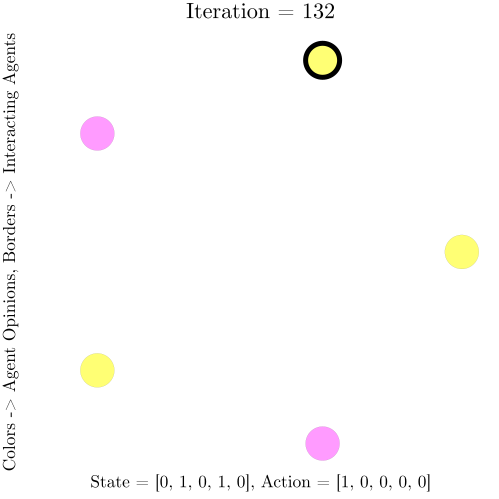 Iteration = 132
Colors -> Agent Opinions, Borders -> Interacting Agents
State = [0, 1, 0, 1, 0], Action = [1, 0, 0, 0, 0]